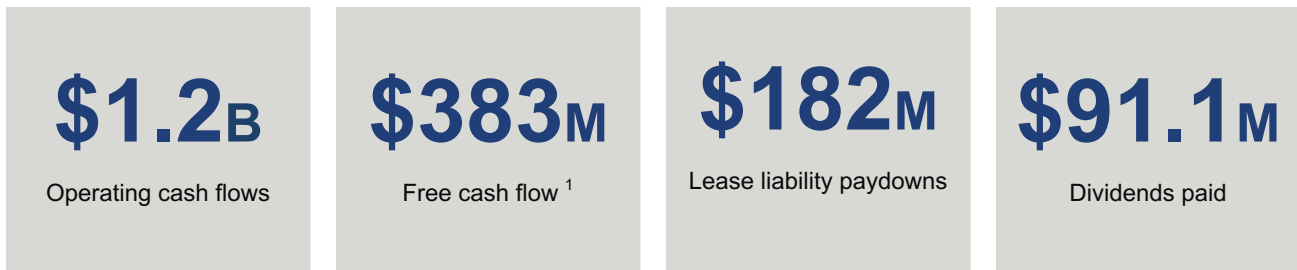 $1.2B
Operating cash flows
$383M
Free cash flow 1
$182M
Lease liability paydowns
$91.1M
Dividends paid